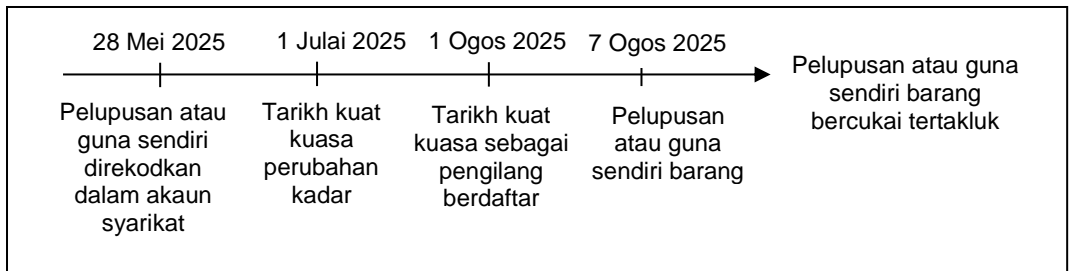 28 Mei 2025
1 Julai 2025
1 Ogos 2025
7 Ogos 2025
Pelupusan atau
guna sendiri
direkodkan
dalam akaun
syarikat
Tarikh kuat
kuasa
perubahan
kadar
Tarikh kuat
kuasa sebagai
pengilang
berdaftar
Pelupusan
atau guna
sendiri barang
Pelupusan atau guna
sendiri barang
bercukai tertakluk